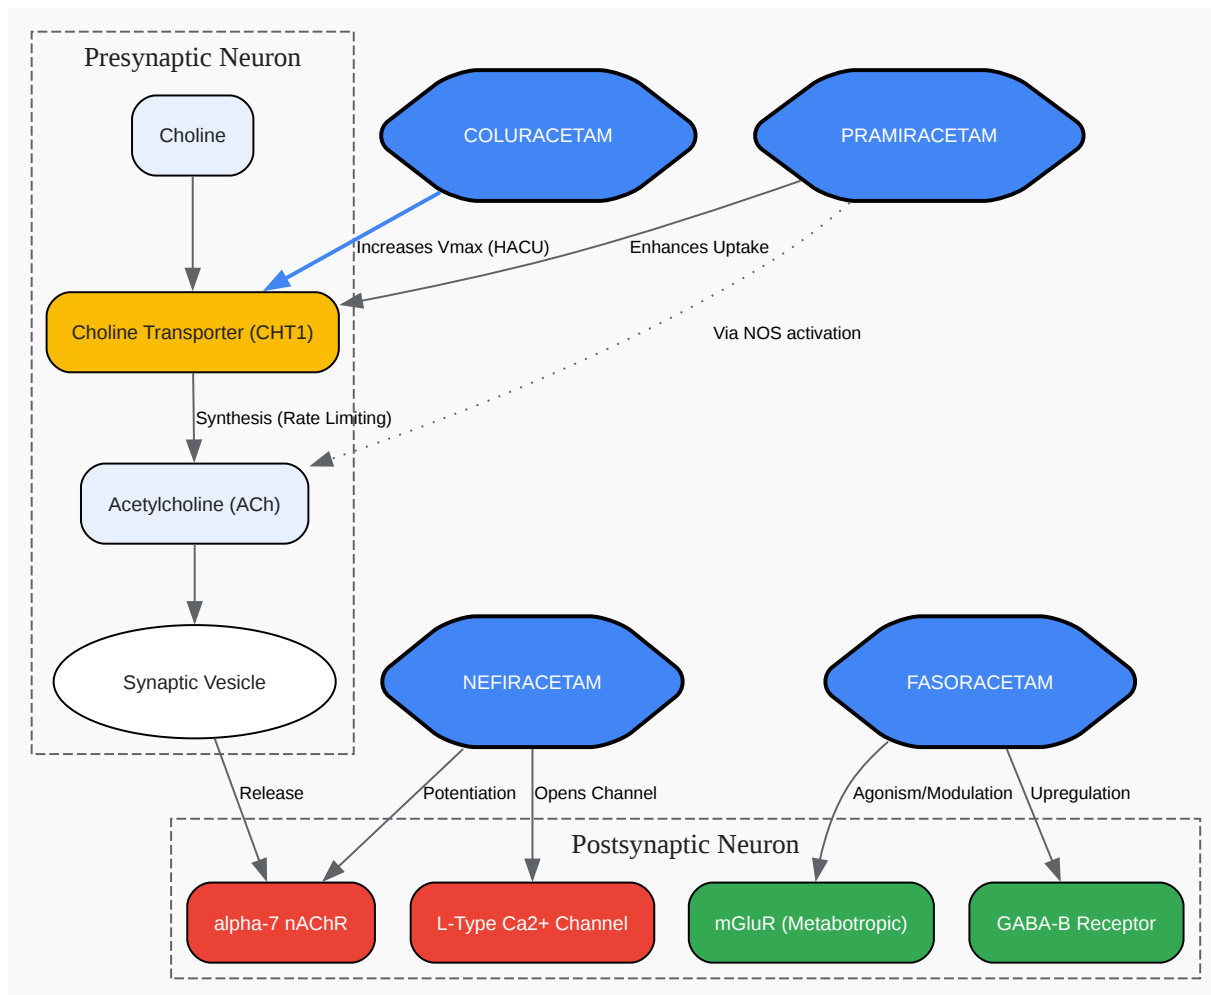 Presynaptic Neuron
Choline
COLURACETAM
PRAMIRACETAM
Increases Vmax (HACU)
Enhances Uptake
Choline Transporter (CHT1)
Via NOS activation
Synthesis (Rate Limiting)
Acetylcholine (ACh)
Synaptic Vesicle
NEFIRACETAM
FASORACETAM
Release
Potentiation
Opens Channel
Agonism/Modulation
Upregulation
Postsynaptic Neuron
alpha-7 nAChR
L-Type Ca2+ Channel
mGluR (Metabotropic)
GABA-B Receptor